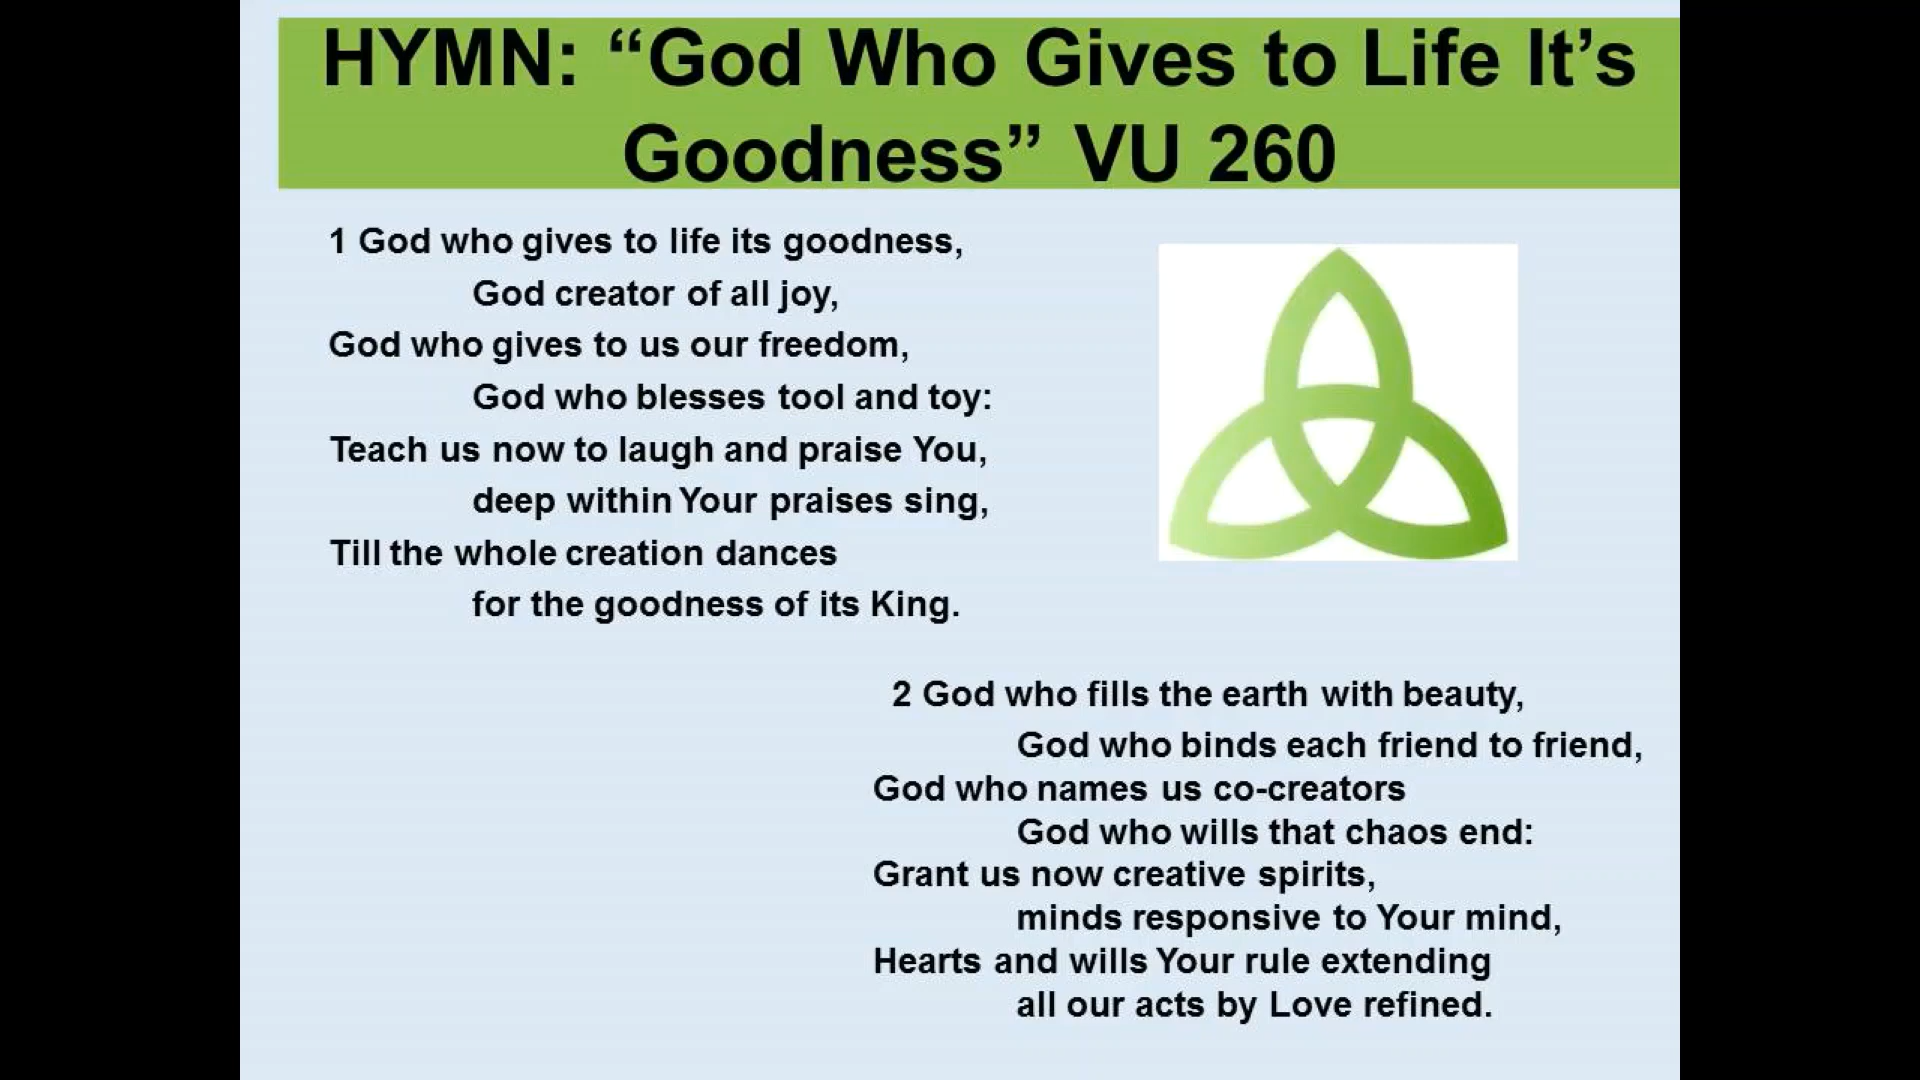 HYMN: “God Who Gives to Life It’s
Goodness” VU 260
1 God who gives to life its goodness,
God creator of all joy,
God who gives to us our freedom,
God who blesses tool and toy:
Teach us now to laugh and praise You,
deep within Your praises sing,
Till the whole creation dances
for the goodness of its King.
2 God who fills the earth with beauty,
God who binds each friend to friend,
God who names us co-creators
God who wills that chaos end:
Grant us now creative spirits,
minds responsive to Your mind,
Hearts and wills Your rule extending
all our acts by Love refined.